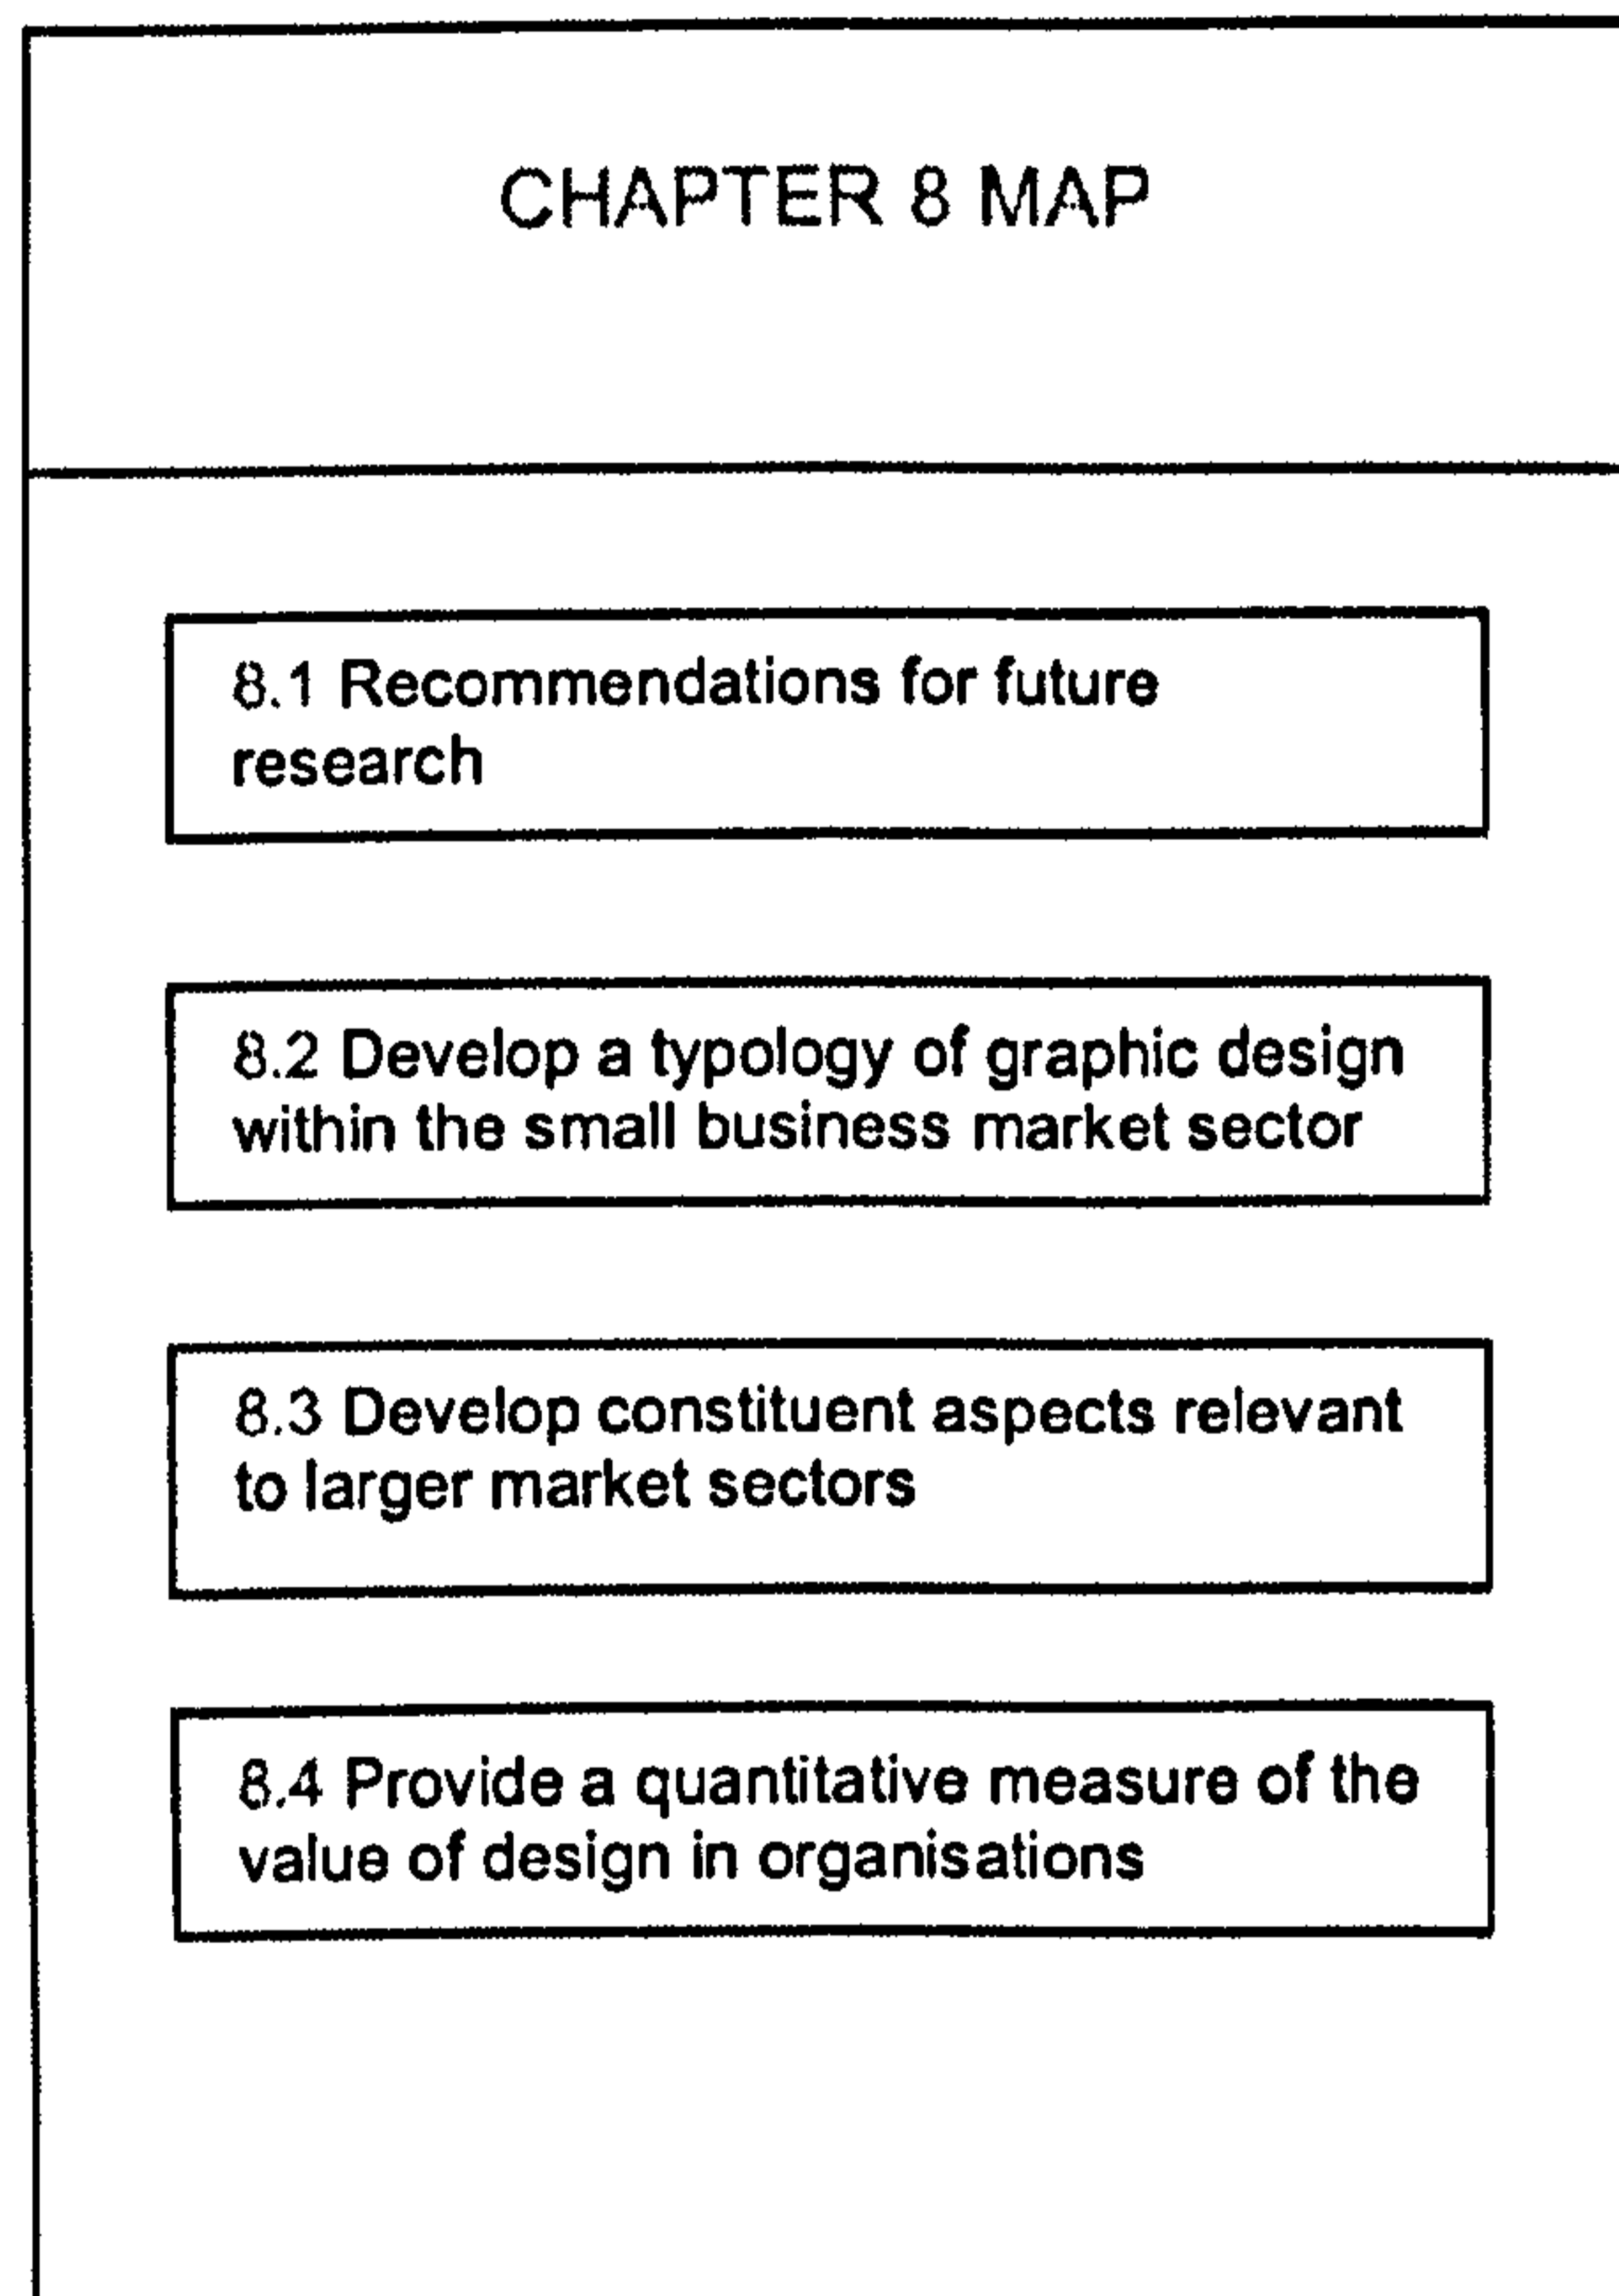 CHAPTER 8 MAP
8.1 Recommendations for future
research
8.2 Develop a typology of graphic design
within the small business market sector
8.3 Develop constituent aspects relevant
to larger market sectors
8.4 Provide a quantitative measure of the
value of design in organisations